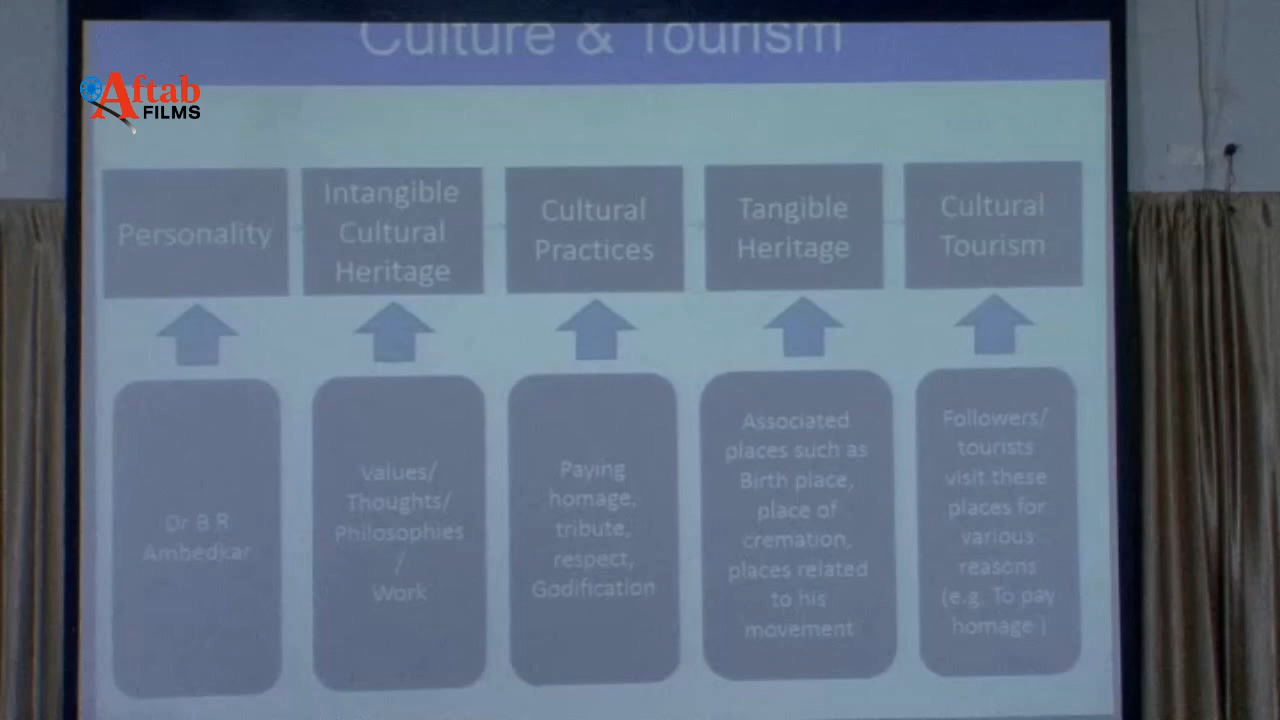 Culture & Tourism
Aftab
FILMS
Personality
Intangible
Cultural
Heritage
Cultural
Practices
Tangible
Heritage
Cultural
Tourism
Dr B R
Ambedkar
Values/
Thoughts/
Philosophies
/
Work
Paying
homage,
tribute,
respect,
Godification
Associated
places such as
Birth place,
place of
cremation,
places related
to his
movement
Followers/
tourists
visit these
places for
various
reasons
(e.g. To pay
homage )